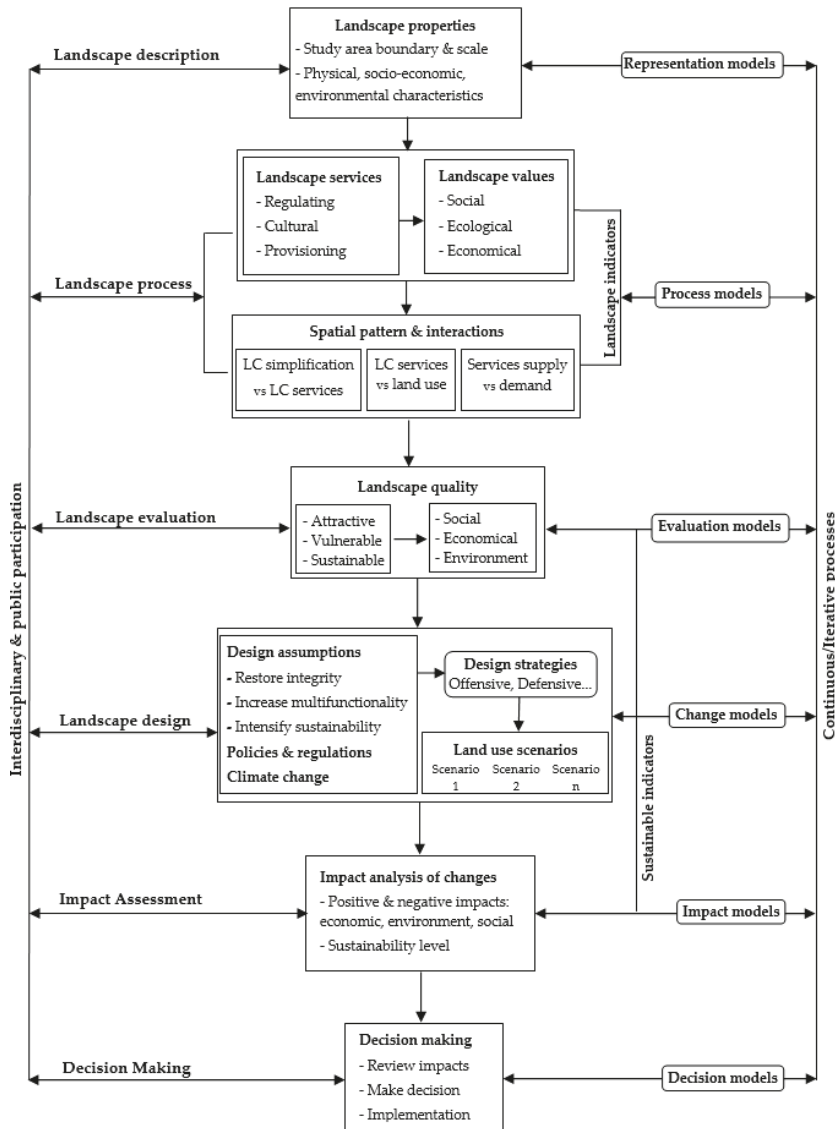 Landscape properties
- Study area boundary & scale
- Physical, socio-economic,
environmental characteristics
Landscape description
Representation models
Landscape services
- Regulating
- Cultural
- Provisioning
Landscape values
- Social
- Ecological
- Economical
Landscape process
Landscape indicators
Process models
Spatial pattern & interactions
LC simplification
vs LC services
LC services
vs land use
Services supply
vs demand
Interdisciplinary & public participation
Continuous/Iterative processes
Landscape quality
Landscape evaluation
- Attractive
- Vulnerable
- Sustainable
- Social
- Economical
- Environment
Evaluation models
Design assumptions
- Restore integrity
- Increase multifunctionality
- Intensify sustainability
Policies & regulations
Climate change
Design strategies
Offensive, Defensive...
Landscape design
Change models
Land use scenarios
Scenario
1
Scenario
2
Scenario
n
Sustainable indicators
Impact analysis of changes
- Positive & negative impacts:
economic, environment, social
- Sustainability level
Impact Assessment
Impact models
Decision making
- Review impacts
- Make decision
- Implementation
Decision Making
Decision models